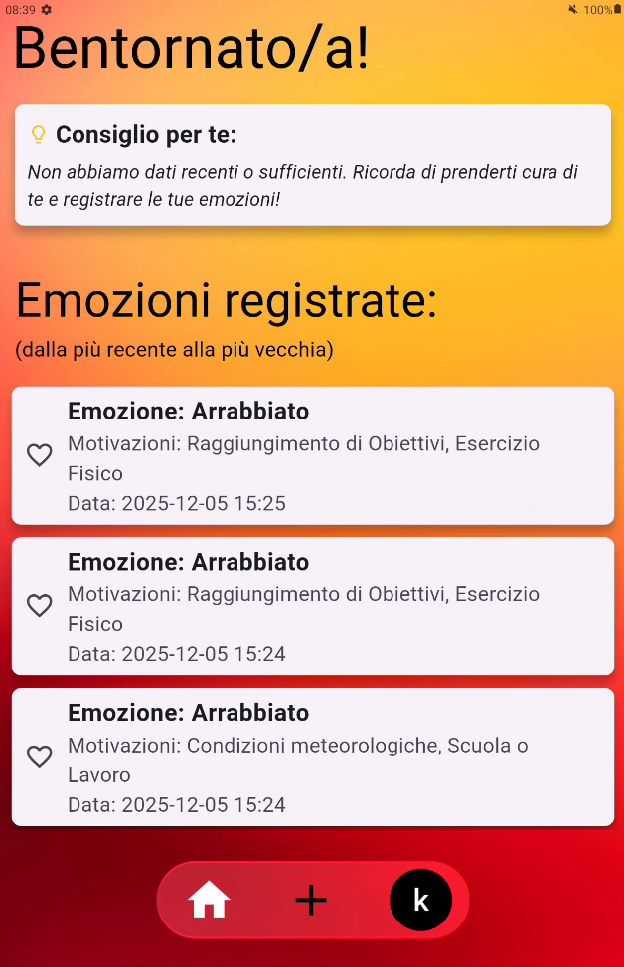 08:39 100%
Bentornato/a!
Consiglio per te:
Non abbiamo dati recenti o sufficienti. Ricorda di prenderti cura di
te e registrare le tue emozioni!
Emozioni registrate:
(dalla più recente alla più vecchia)
Emozione: Arrabbiato
Motivazioni: Raggiungimento di Obiettivi, Esercizio
Fisico
Data: 2025-12-05 15:25
Emozione: Arrabbiato
Motivazioni: Raggiungimento di Obiettivi, Esercizio
Fisico
Data: 2025-12-05 15:24
Emozione: Arrabbiato
Motivazioni: Condizioni meteorologiche, Scuola o
Lavoro
Data: 2025-12-05 15:24
k